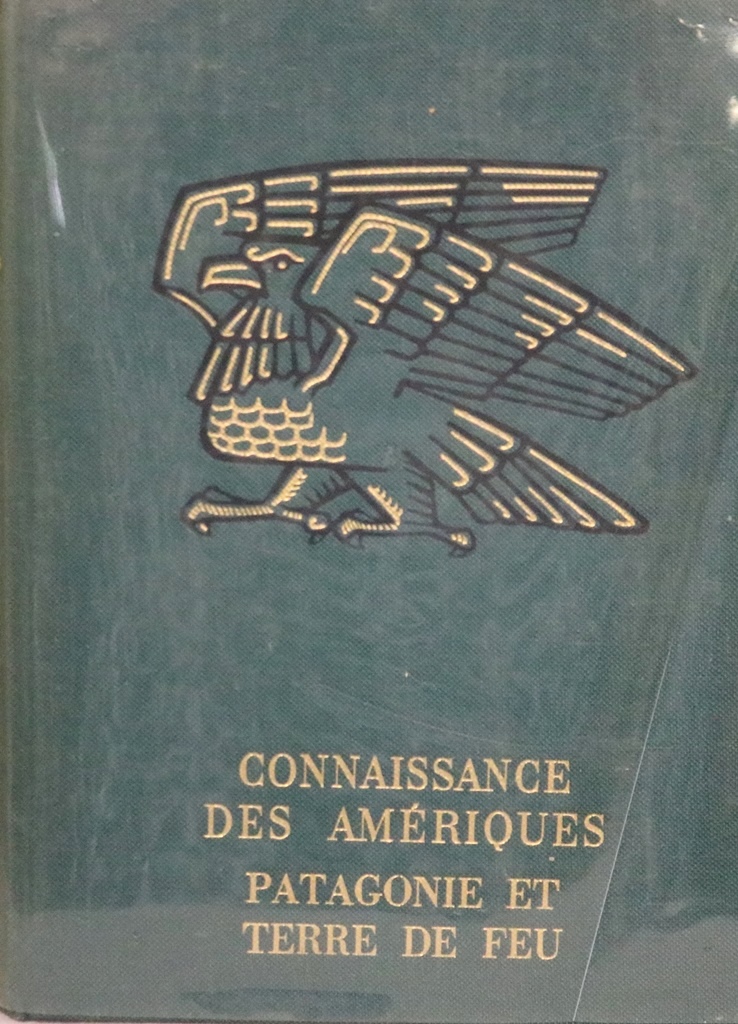 CONNAISSANCE
DES AMÉRIQUES
PATAGONIE ET
TERRE DE FEU